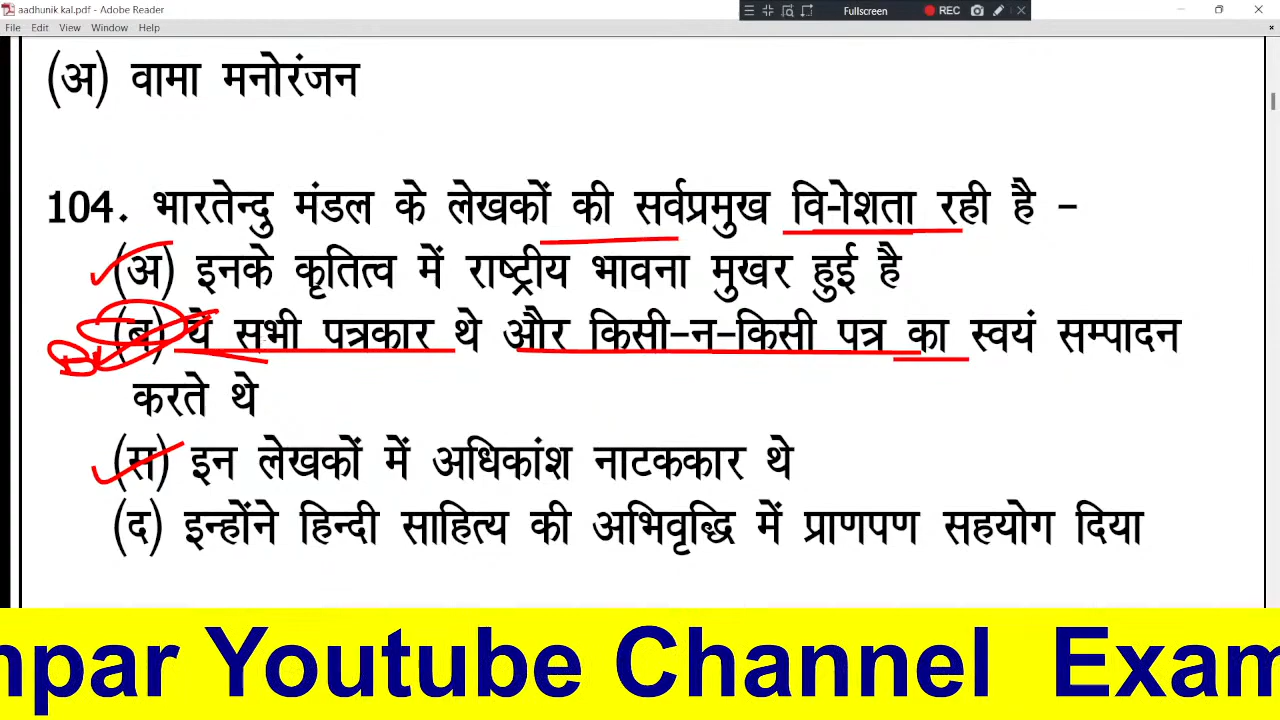 aadhunik kal.pdf - Adobe Reader
Fullscreen REC
File Edit View Window Help
(अ) वामा मनोरंजन
104. भारतेन्दु मंडल के लेखकों की सर्वप्रमुख वि-ोशता रही है -
(अ) इनके कृतित्व में राष्ट्रीय भावना मुखर हुई है
(ब) ये सभी पत्रकार थे और किसी-न-किसी पत्र का स्वयं सम्पादन
करते थे
(स) इन लेखकों में अधिकांश नाटककार थे
(द) इन्होंने हिन्दी साहित्य की अभिवृद्धि में प्राणपण सहयोग दिया
npar Youtube Channel Exam